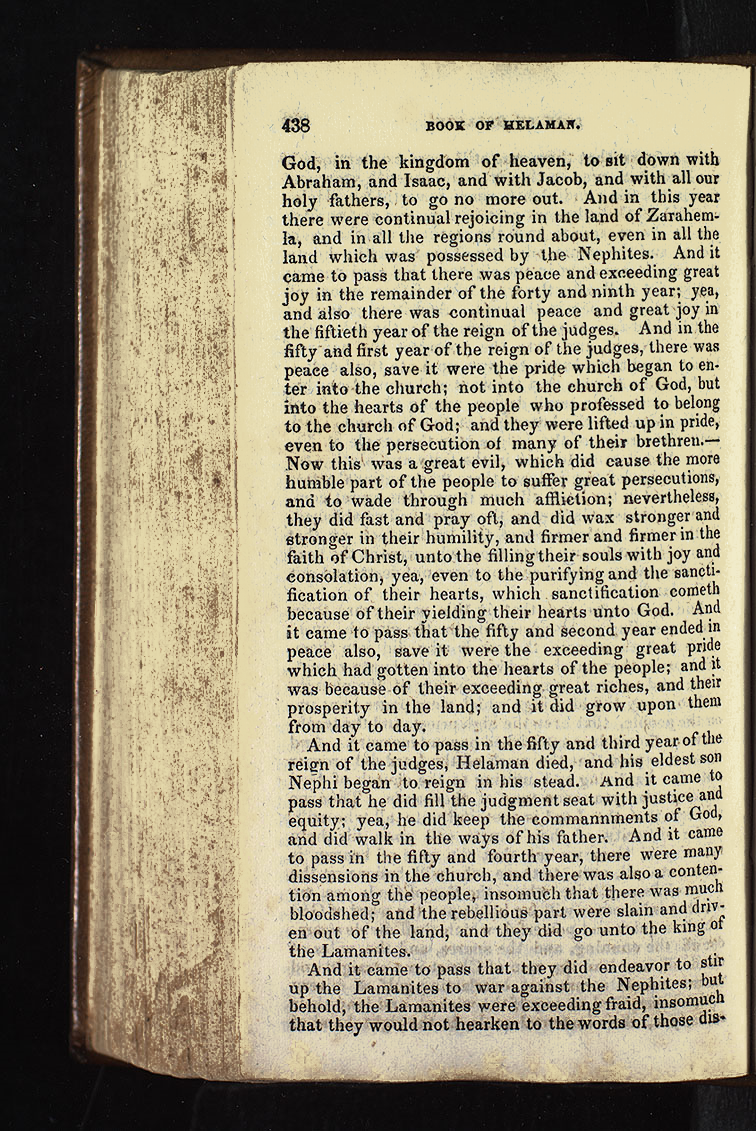 438 BOOK OF HELAMAN.
God, in the kingdom of heaven, to sit down with
Abraham, and Isaac, and with Jacob, and with all our
holy fathers, to go no more out. And in this year
there were continual rejoicing in the land of Zarahem-
la, and in all the regions round about, even in all the
land which was possessed by the Nephites. And it
came to pass that there was peace and exceeding great
joy in the remainder of the forty and ninth year; yea,
and also there was continual peace and great joy in
the fiftieth year of the reign of the judges. And in the
fifty and first year of the reign of the judges, there was
peace also, save it were the pride which began to en-
ter into the church; not into the church of God, but
into the hearts of the people who professed to belong
to the church of God; and they were lifted up in pride,
even to the persecution of many of their brethren.—
Now this was a great evil, which did cause the more
humble part of the people to suffer great persecutions,
and to wade through much affliction; nevertheless,
they did fast and pray oft, and did wax stronger and
stronger in their humility, and firmer and firmer in the
faith of Christ, unto the filling their souls with joy and
consolation, yea, even to the purifying and the sancti-
fication of their hearts, which sanctification cometh
because of their yielding their hearts unto God. And
it came to pass that the fifty and second year ended in
peace also, save it were the exceeding great pride
which had gotten into the hearts of the people; and it
was because of their exceeding great riches, and their
prosperity in the land; and it did grow upon them
from day to day.
And it came to pass in the fifty and third year of the
reign of the judges, Helaman died, and his eldest son
Nephi began to reign in his stead. And it came to
pass that he did fill the judgment seat with justice and
equity; yea, he did keep the commannments of God,
and did walk in the ways of his father. And it came
to pass in the fifty and fourth year, there were many
dissensions in the church, and there was also a conten-
tion among the people, insomuch that there was much
bloodshed; and the rebellious part were slain and driv-
en out of the land, and they did go unto the king of
the Lamanites.
And it came to pass that they did endeavor to stir
up the Lamanites to war against the Nephites; but
behold, the Lamanites were exceeding fraid, insomuch
that they would not hearken to the words of those dis-